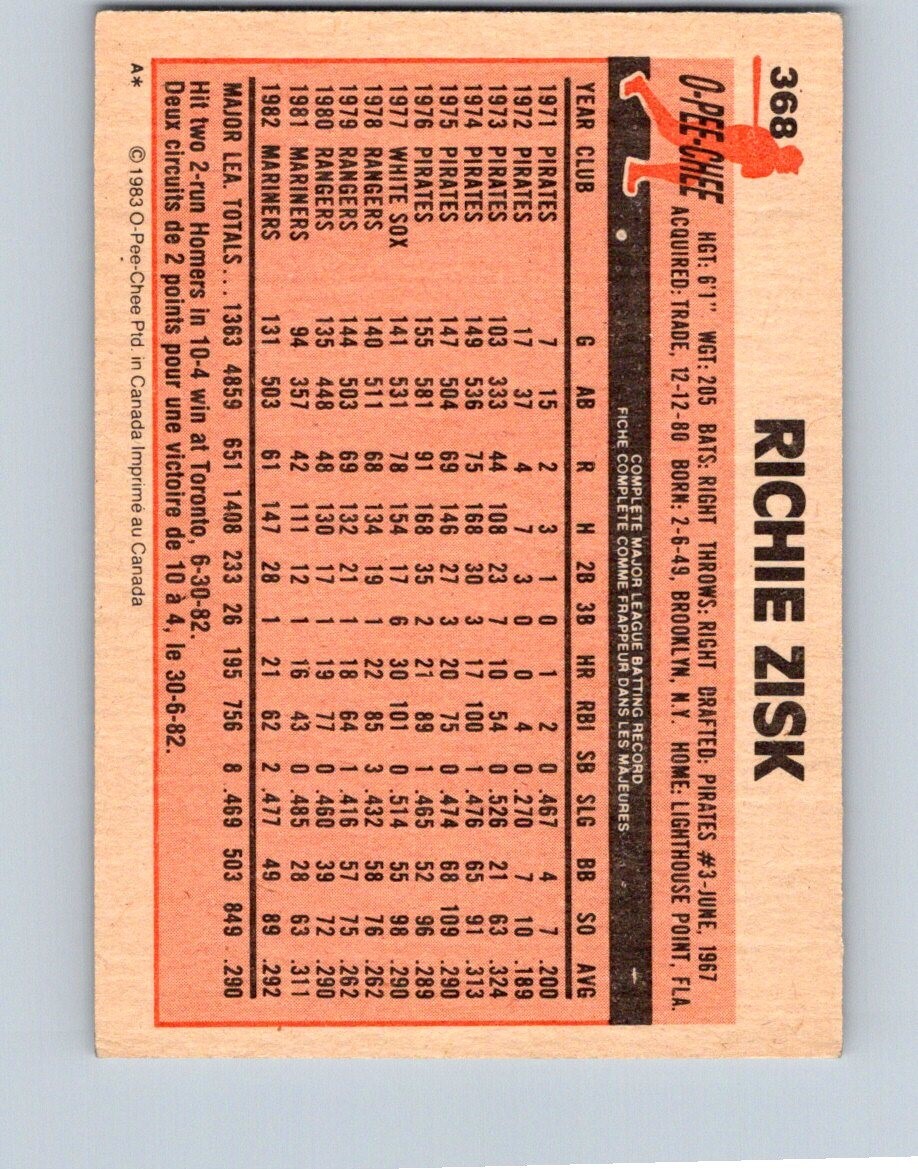 368
RICHIE ZISK
O-PEE-CHEE
HGT: 6'1" WGT: 205 BATS: RIGHT THROWS: RIGHT DRAFTED: PIRATES #3-JUNE, 1967
ACQUIRED: TRADE, 12-12-80 BORN: 2-6-49, BROOKLYN, N.Y. HOME: LIGHTHOUSE POINT, FLA.
COMPLETE MAJOR LEAGUE BATTING RECORD
FICHE COMPLÈTE COMME FRAPPEUR DANS LES MAJEURES
YEAR CLUB G AB R H 2B 3B HR RBI SB SLG BB SO AVG
1971 PIRATES 7 15 2 3 1 0 1 2 0 .467 4 7 .200
1972 PIRATES 17 37 4 7 3 0 0 4 0 .270 7 10 .189
1973 PIRATES 103 333 44 108 23 7 10 54 0 .526 21 63 .324
1974 PIRATES 149 536 75 168 30 3 17 100 1 .476 65 91 .313
1975 PIRATES 147 504 69 146 27 3 20 75 0 .474 68 109 .290
1976 PIRATES 155 581 91 168 35 2 21 89 1 .465 52 96 .289
1977 WHITE SOX 141 531 78 154 17 6 30 101 0 .514 55 98 .290
1978 RANGERS 140 511 68 134 19 1 22 85 3 .432 58 76 .262
1979 RANGERS 144 503 69 132 21 1 18 64 1 .416 57 75 .262
1980 RANGERS 135 448 48 130 17 1 19 77 0 .460 39 72 .290
1981 MARINERS 94 357 42 111 12 1 16 43 0 .485 28 63 .311
1982 MARINERS 131 503 61 147 28 1 21 62 2 .477 49 89 .292
MAJOR LEA. TOTALS... 1363 4859 651 1408 233 26 195 756 8 .469 503 849 .290
Hit two 2-run Homers in 10-4 win at Toronto, 6-30-82.
Deux circuits de 2 points pour une victoire de 10 à 4, le 30-6-82.
A* © 1983 O-Pee-Chee Ptd. in Canada Imprimé au Canada